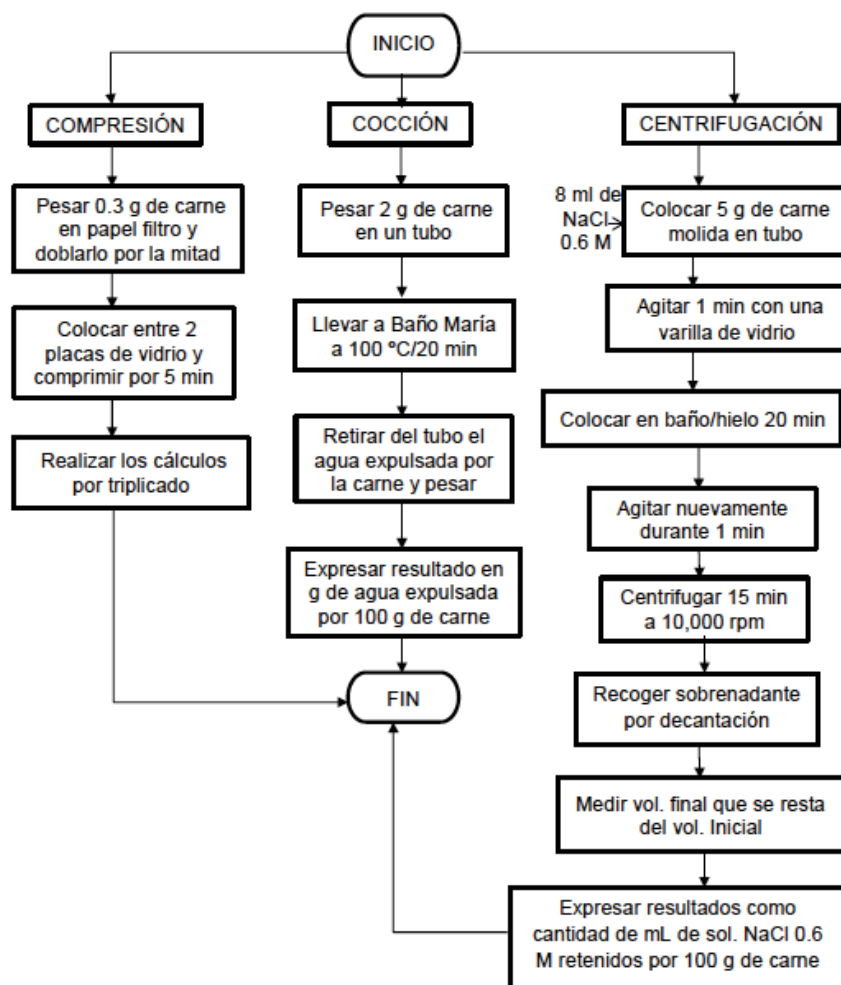 INICIO
COMPRESIÓN
Pesar 0.3 g de carne
en papel filtro y
doblarlo por la mitad
Colocar entre 2
placas de vidrio y
comprimir por 5 min
Realizar los cálculos
por triplicado
COCCIÓN
Pesar 2 g de carne
en un tubo
Llevar a Baño María
a 100 ºC/20 min
Retirar del tubo el
agua expulsada por
la carne y pesar
Expresar resultado en
g de agua expulsada
por 100 g de carne
CENTRIFUGACIÓN
8 ml de
NaCl
0.6 M
Colocar 5 g de carne
molida en tubo
Agitar 1 min con una
varilla de vidrio
Colocar en baño/hielo 20 min
Agitar nuevamente
durante 1 min
Centrifugar 15 min
a 10,000 rpm
Recoger sobrenadante
por decantación
Medir vol. final que se resta
del vol. Inicial
Expresar resultados como
cantidad de mL de sol. NaCl 0.6
M retenidos por 100 g de carne
FIN